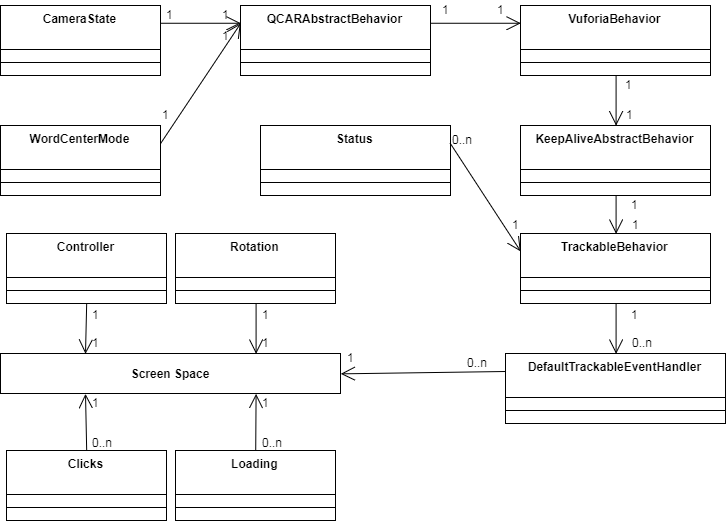 CameraState
1
1
QCARAbstractBehavior
1
1
VuforiaBehavior
1
1
1
1
WordCenterMode
Status
0..n
KeepAliveAbstractBehavior
1
1
1
Controller
Rotation
TrackableBehavior
1
1
1
1
1
0..n
Screen Space
1
0..n
DefaultTrackableEventHandler
1
1
0..n
0..n
Clicks
Loading